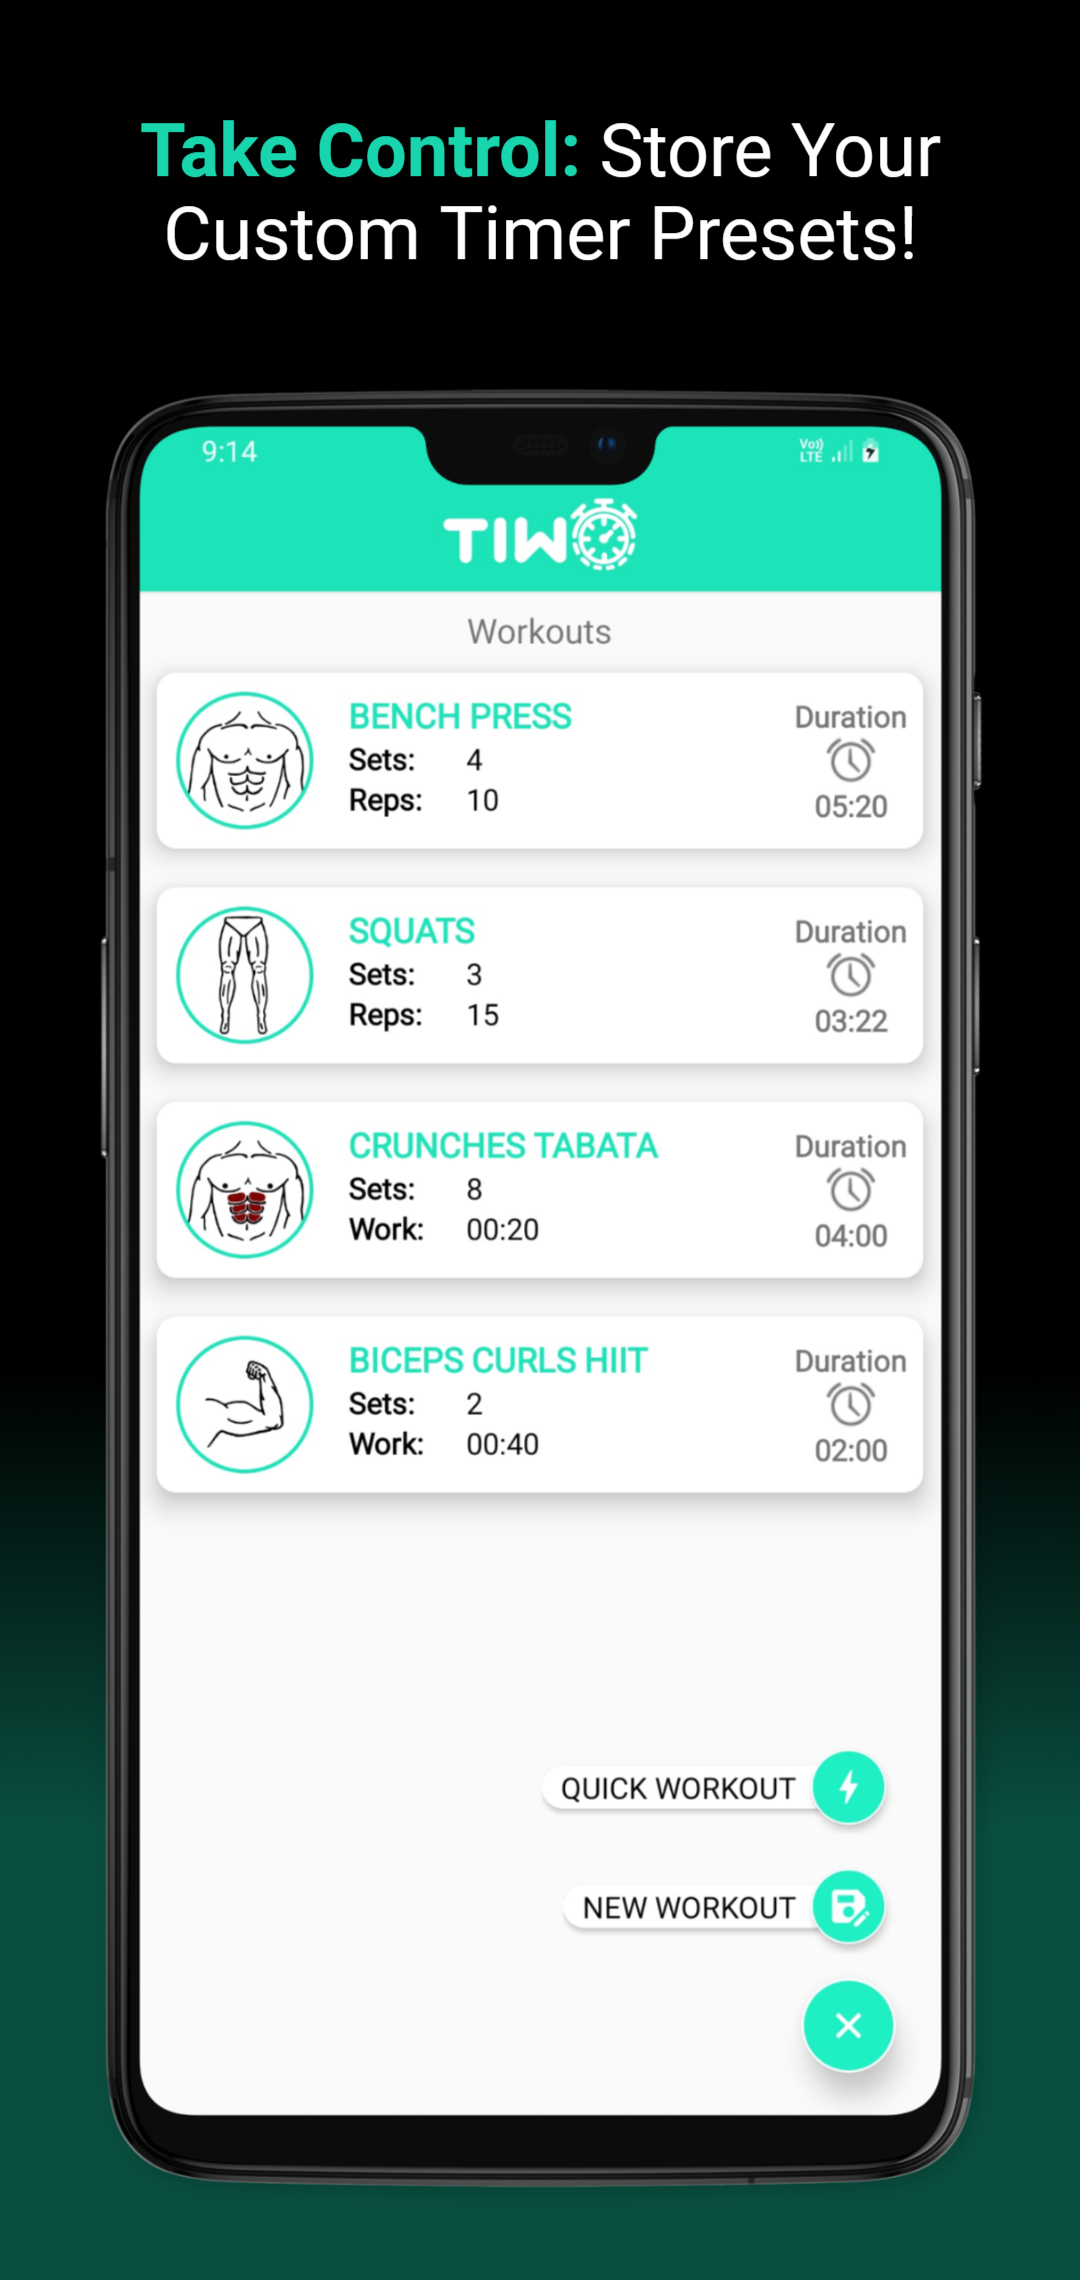 Take Control: Store Your
Custom Timer Presets!
9:14
Vo))
LTE
TIWO
Workouts
BENCH PRESS
Sets: 4
Reps: 10
Duration
05:20
SQUATS
Sets: 3
Reps: 15
Duration
03:22
CRUNCHES TABATA
Sets: 8
Work: 00:20
Duration
04:00
BICEPS CURLS HIIT
Sets: 2
Work: 00:40
Duration
02:00
QUICK WORKOUT
NEW WORKOUT